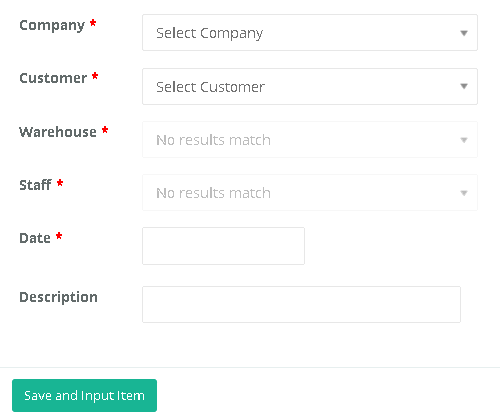 Company *
Select Company
Customer *
Select Customer
Warehouse *
No results match
Staff *
No results match
Date *
Description
Save and Input Item